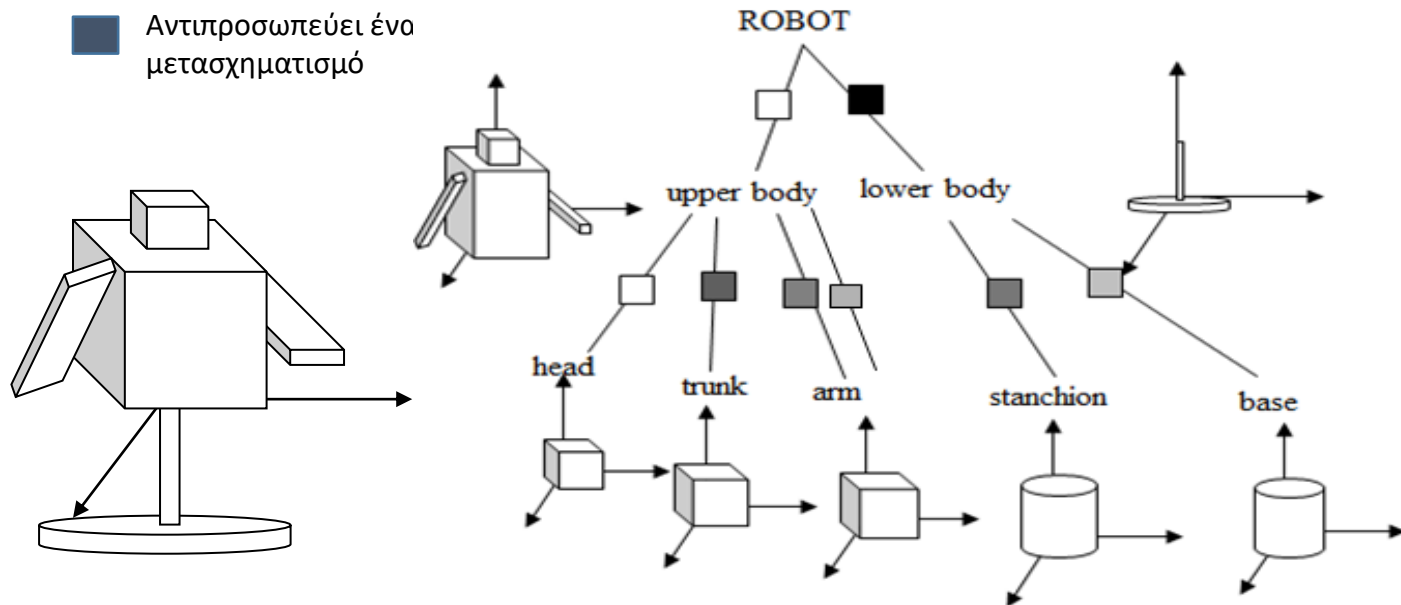 Αντιπροσωπεύει ένα
μετασχηματισμό
ROBOT
upper body
lower body
head
trunk
arm
stanchion
base